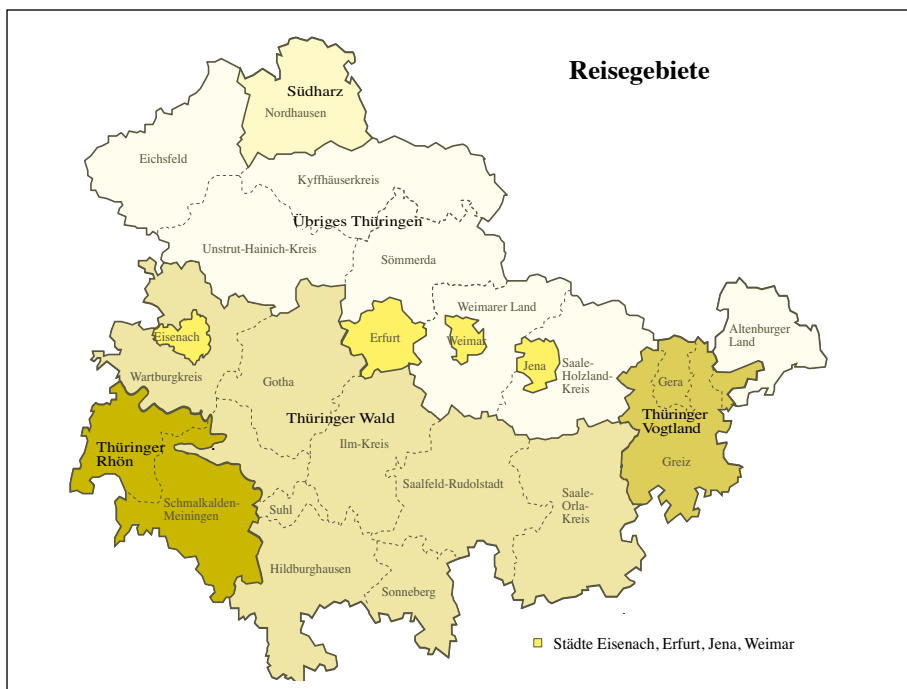 Reisegebiete
Südharz
Nordhausen
Eichsfeld
Kyffhäuserkreis
Übriges Thüringen
Unstrut-Hainich-Kreis
Sömmerda
Weimarer Land
Altenburger
Land
Eisenach
Erfurt
Weimar
Jena
Saale-
Holzland-
Kreis
Wartburgkreis
Gotha
Gera
Thüringer Wald
Thüringer
Vogtland
Ilm-Kreis
Thüringer
Rhön
Greiz
Saalfeld-Rudolstadt
Saale-
Orla-
Kreis
Schmalkalden-
Meiningen
Suhl
Hildburghausen
Sonneberg
Städte Eisenach, Erfurt, Jena, Weimar